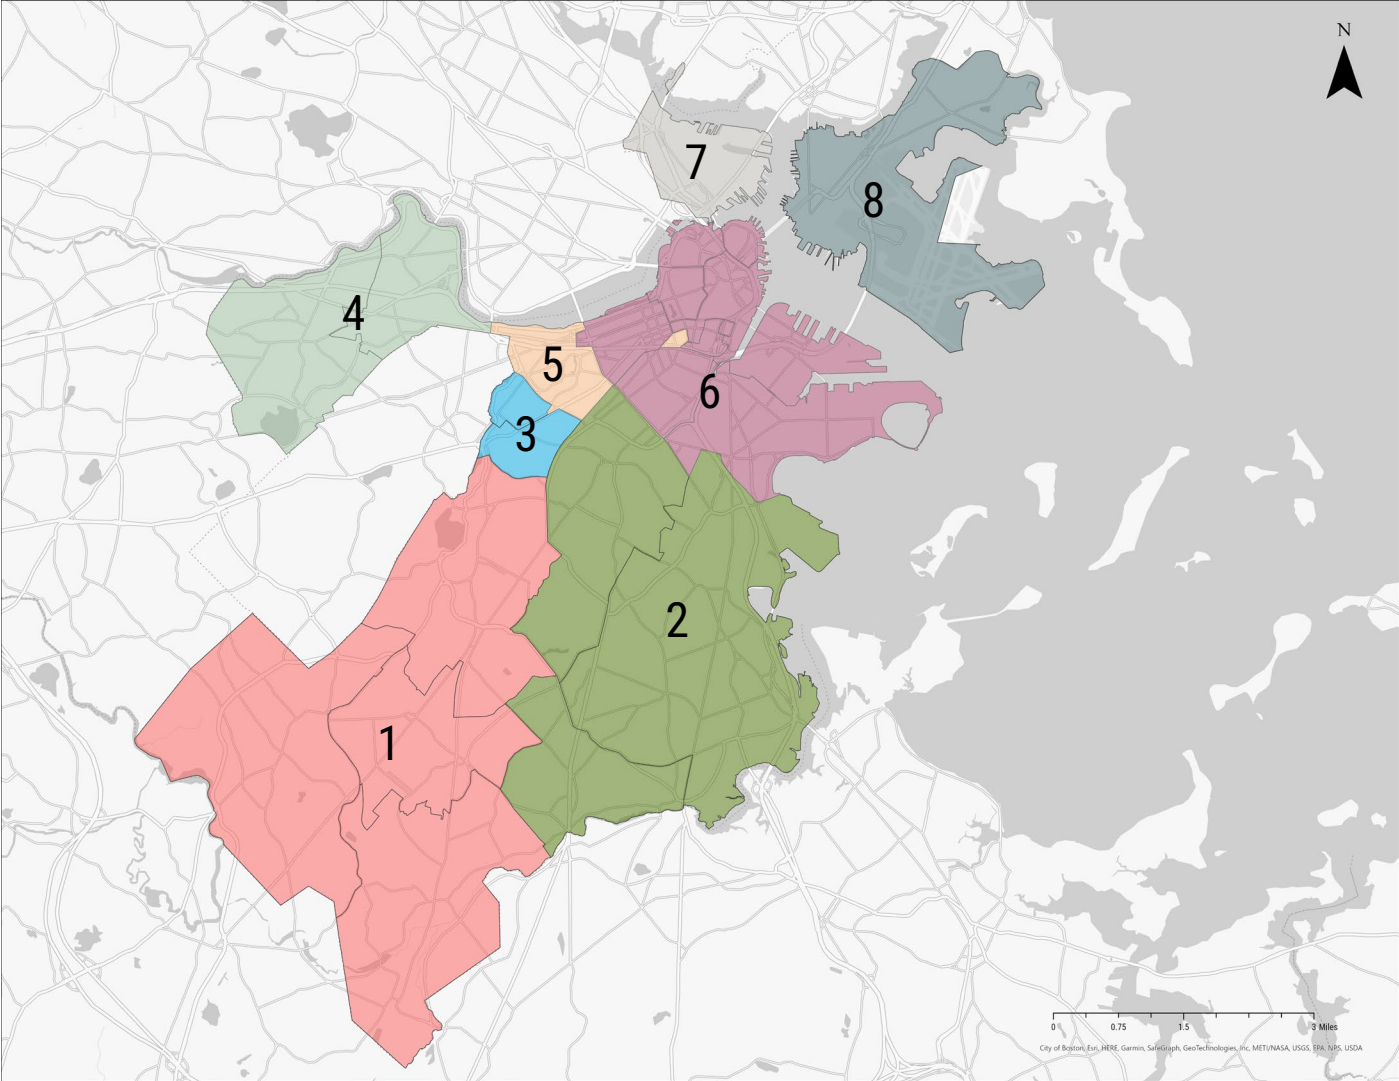 N
7
8
4
5
6
3
2
1
0 0.75 1.5 3 Miles
City of Boston, Esri, HERE, Garmin, SafeGraph, GeoTechnologies, Inc, METI/NASA, USGS, EPA, NPS, USDA